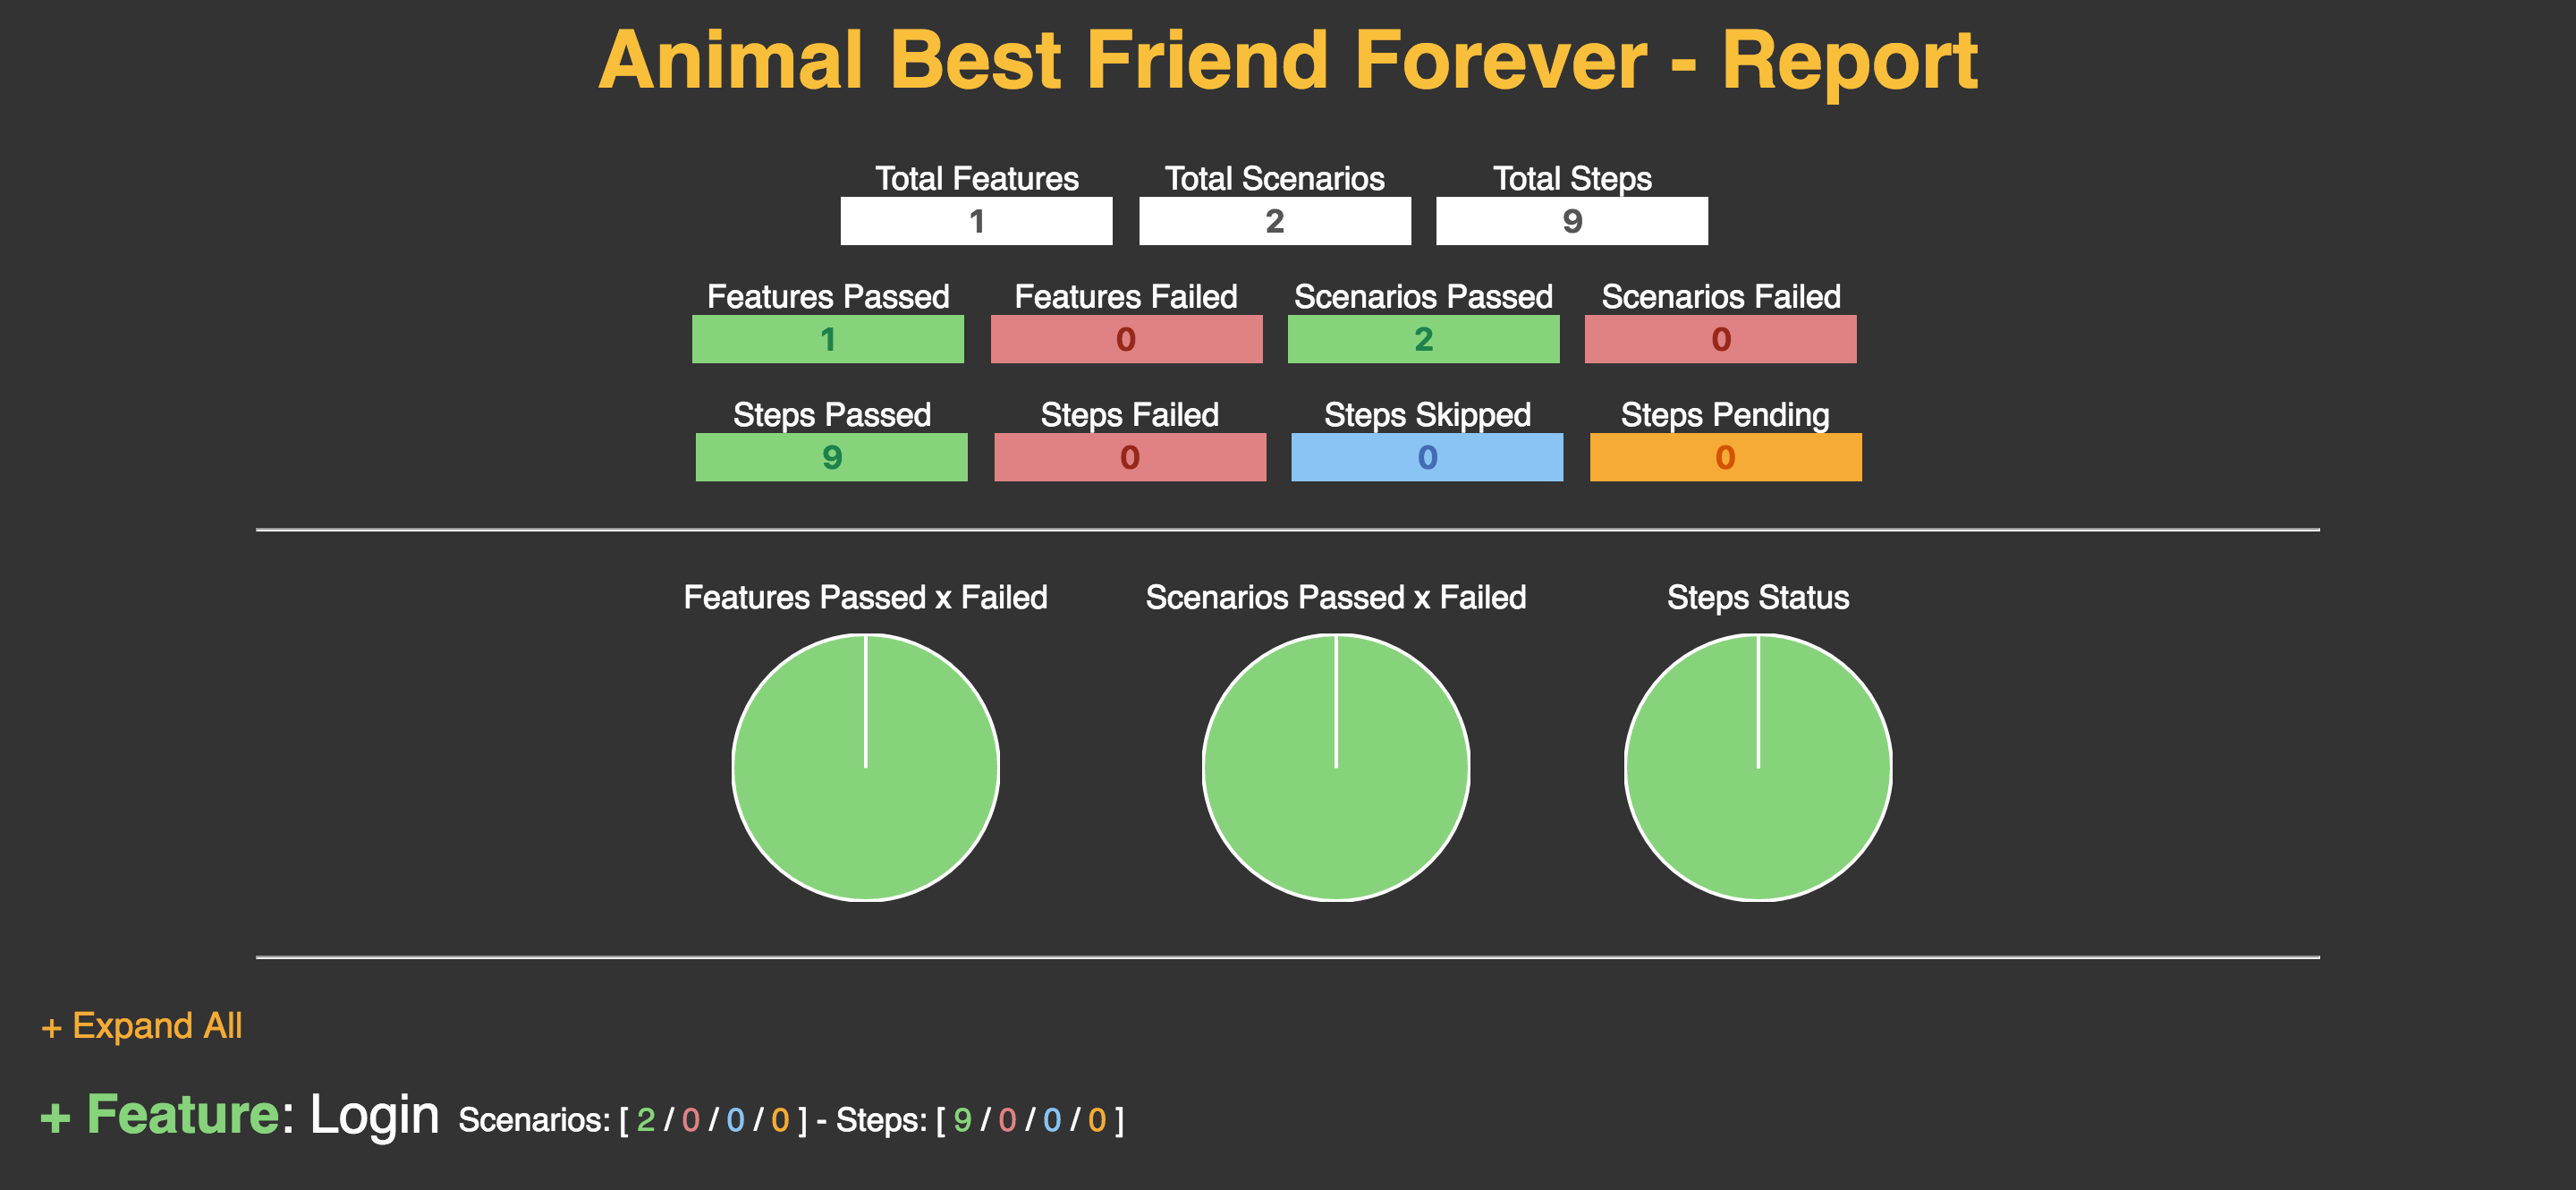 Animal Best Friend Forever - Report
Total Features Total Scenarios Total Steps
1 2 9
Features Passed Features Failed Scenarios Passed Scenarios Failed
1 0 2 0
Steps Passed Steps Failed Steps Skipped Steps Pending
9 0 0 0
Features Passed x Failed Scenarios Passed x Failed Steps Status
+ Expand All
+ Feature: Login Scenarios: [ 2 / 0 / 0 / 0 ] - Steps: [ 9 / 0 / 0 / 0 ]